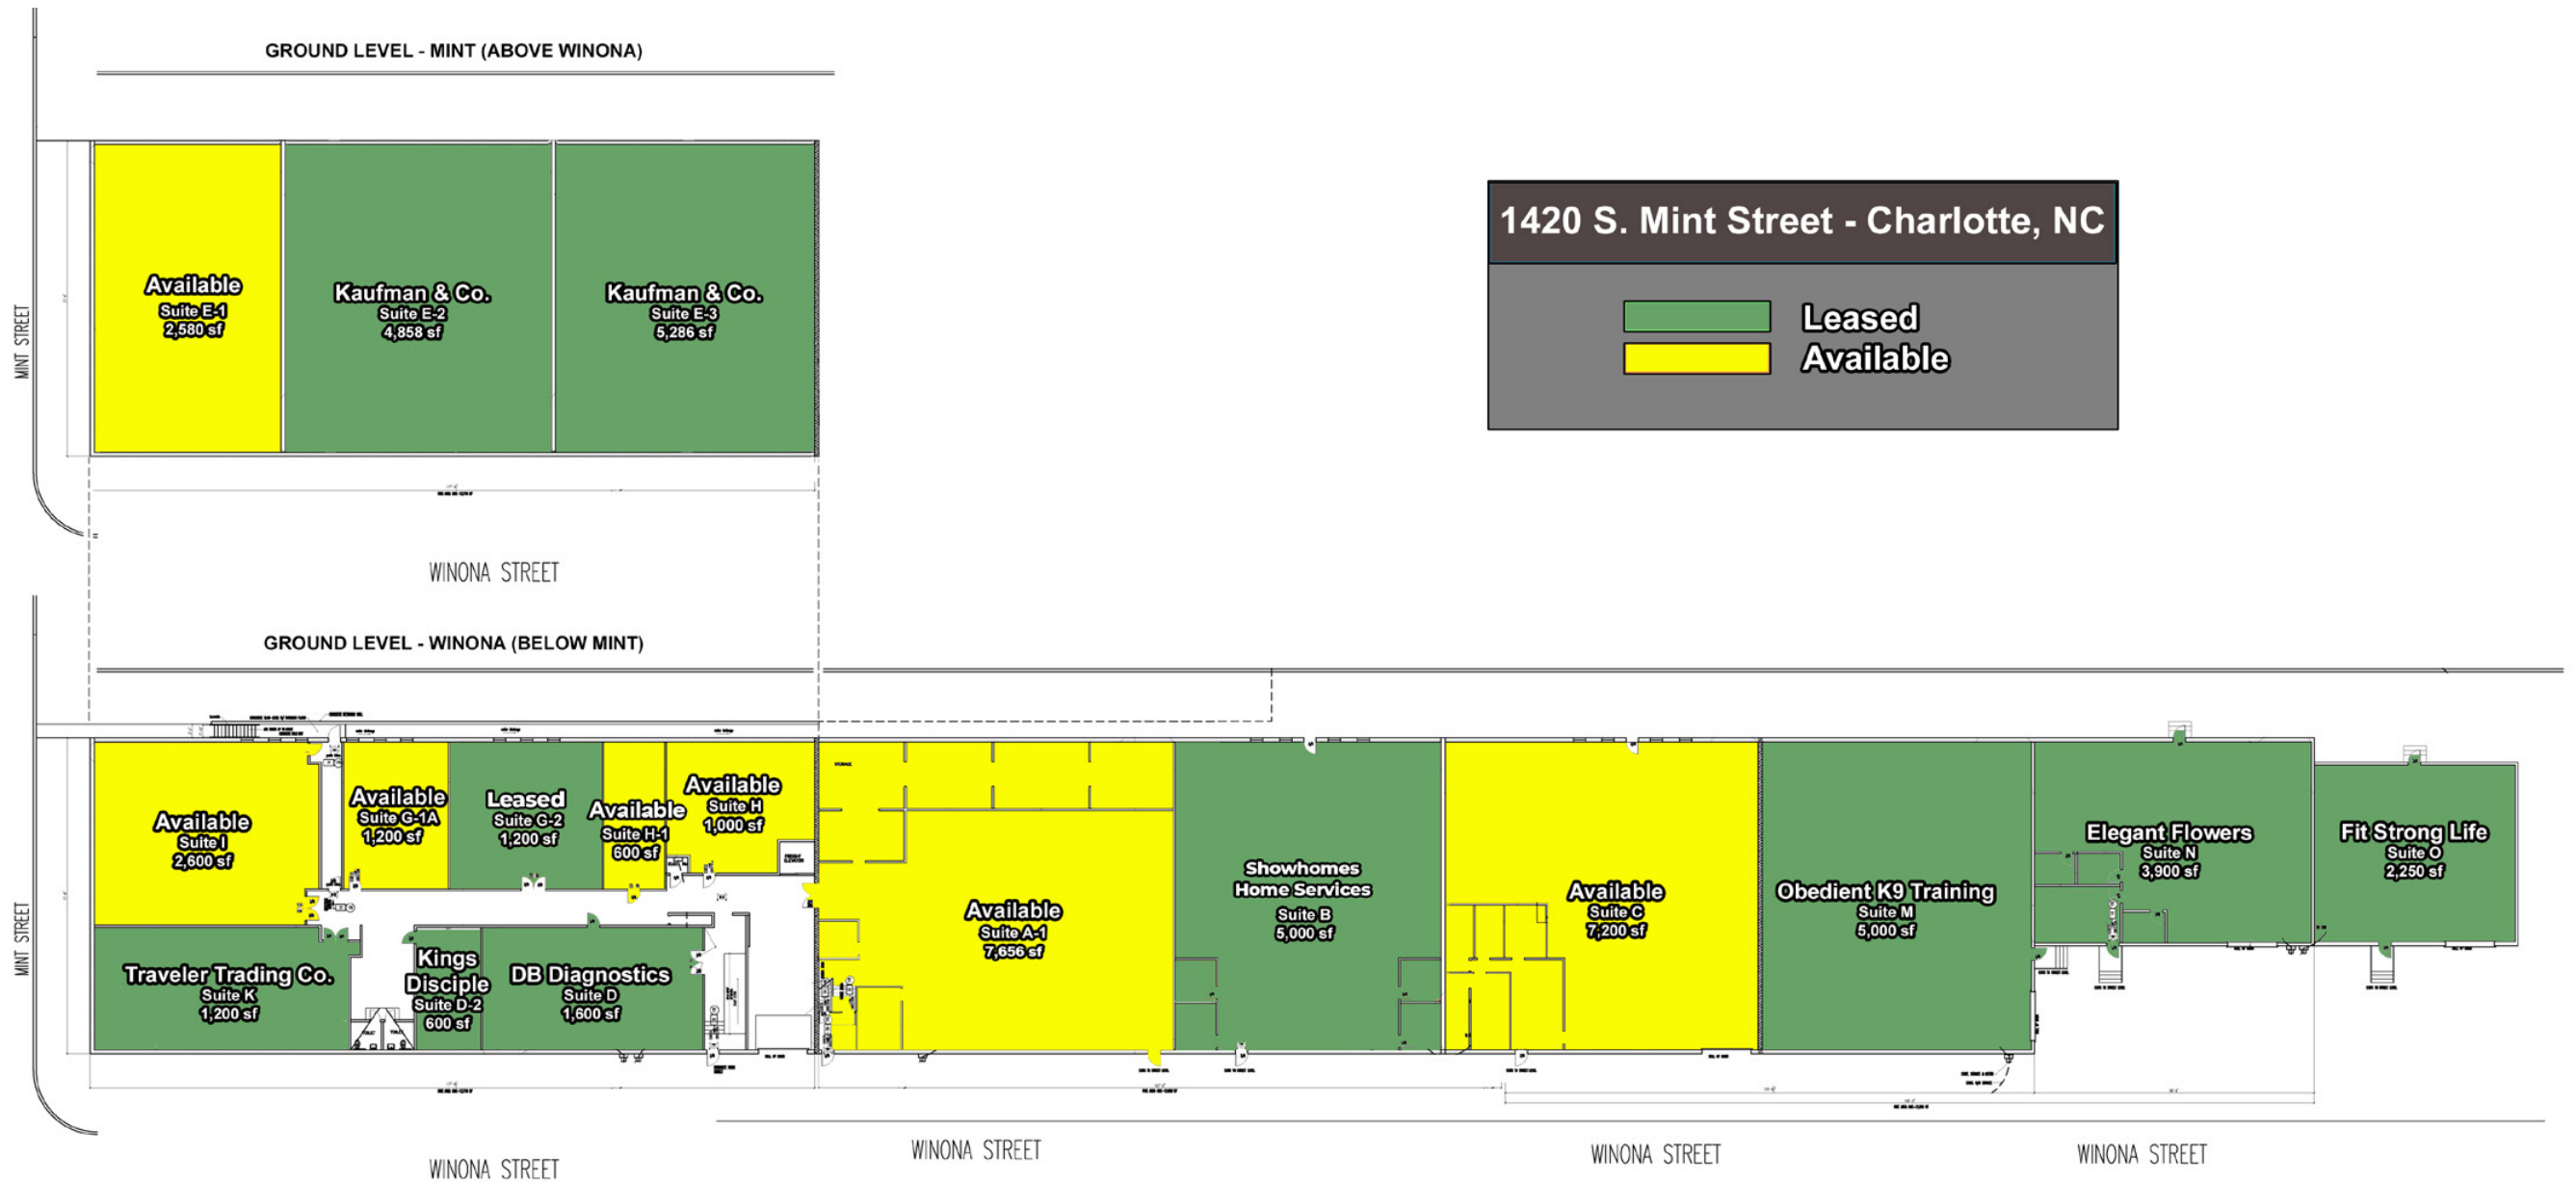 GROUND LEVEL - MINT (ABOVE WINONA)
1420 S. Mint Street - Charlotte, NC
Leased
Available
MINT STREET
Available
Suite E-1
2,580 sf
Kaufman & Co.
Suite E-2
4,858 sf
Kaufman & Co.
Suite E-3
5,286 sf
WINONA STREET
GROUND LEVEL - WINONA (BELOW MINT)
MINT STREET
Available
Suite I
2,600 sf
Available
Suite G-1A
1,200 sf
Leased
Suite G-2
1,200 sf
Available
Suite H-1
600 sf
Available
Suite H
1,000 sf
FREIGHT
ELEVATOR
STORAGE
Traveler Trading Co.
Suite K
1,200 sf
TOILET
TOILET
Kings
Disciple
Suite D-2
600 sf
DB Diagnostics
Suite D
1,600 sf
Available
Suite A-1
7,656 sf
Showhomes
Home Services
Suite B
5,000 sf
Available
Suite C
7,200 sf
Obedient K9 Training
Suite M
5,000 sf
Elegant Flowers
Suite N
3,900 sf
Fit Strong Life
Suite O
2,250 sf
WINONA STREET
WINONA STREET
WINONA STREET
WINONA STREET